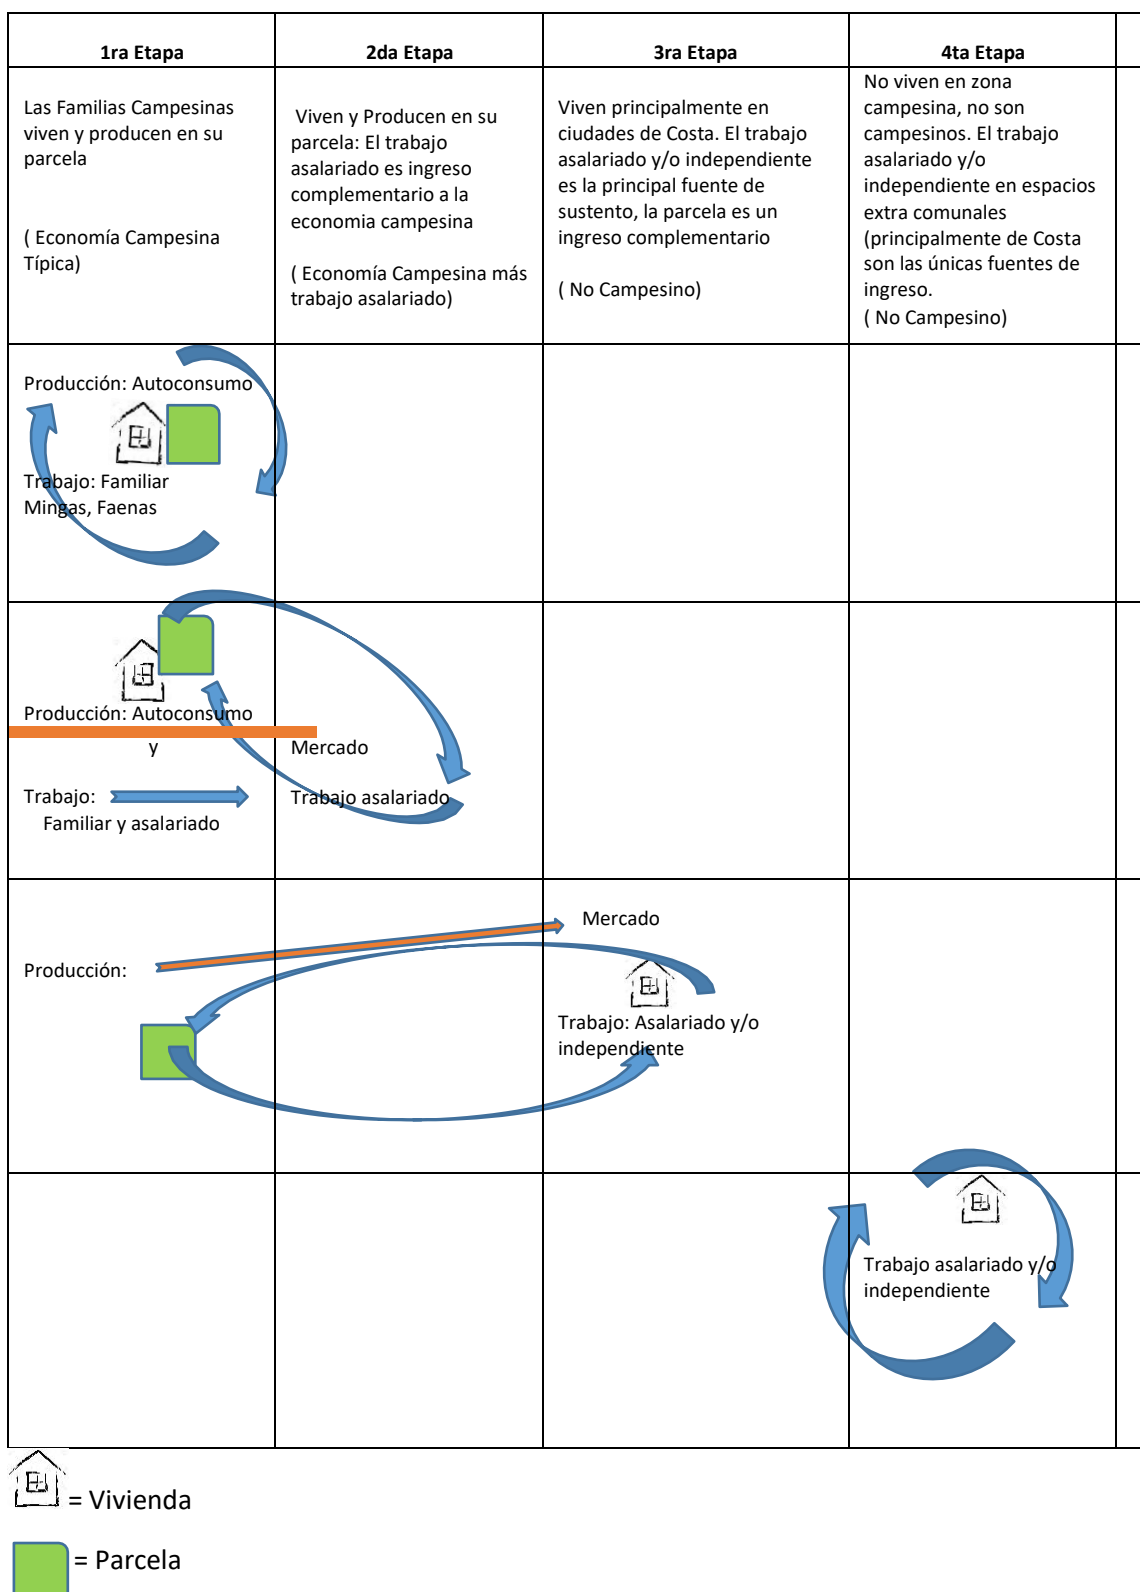 1ra Etapa
2da Etapa
3ra Etapa
4ta Etapa
Las Familias Campesinas
viven y producen en su
parcela
( Economía Campesina
Típica)
Viven y Producen en su
parcela: El trabajo
asalariado es ingreso
complementario a la
economia campesina
( Economía Campesina más
trabajo asalariado)
Viven principalmente en
ciudades de Costa. El trabajo
asalariado y/o independiente
es la principal fuente de
sustento, la parcela es un
ingreso complementario
( No Campesino)
No viven en zona
campesina, no son
campesinos. El trabajo
asalariado y/o
independiente en espacios
extra comunales
(principalmente de Costa
son las únicas fuentes de
ingreso.
( No Campesino)
Producción: Autoconsumo
Trabajo: Familiar
Mingas, Faenas
Producción: Autoconsumo
y
Mercado
Trabajo:
Trabajo asalariado
Familiar y asalariado
Mercado
Producción:
Trabajo: Asalariado y/o
independiente
Trabajo asalariado y/o
independiente
= Vivienda
= Parcela